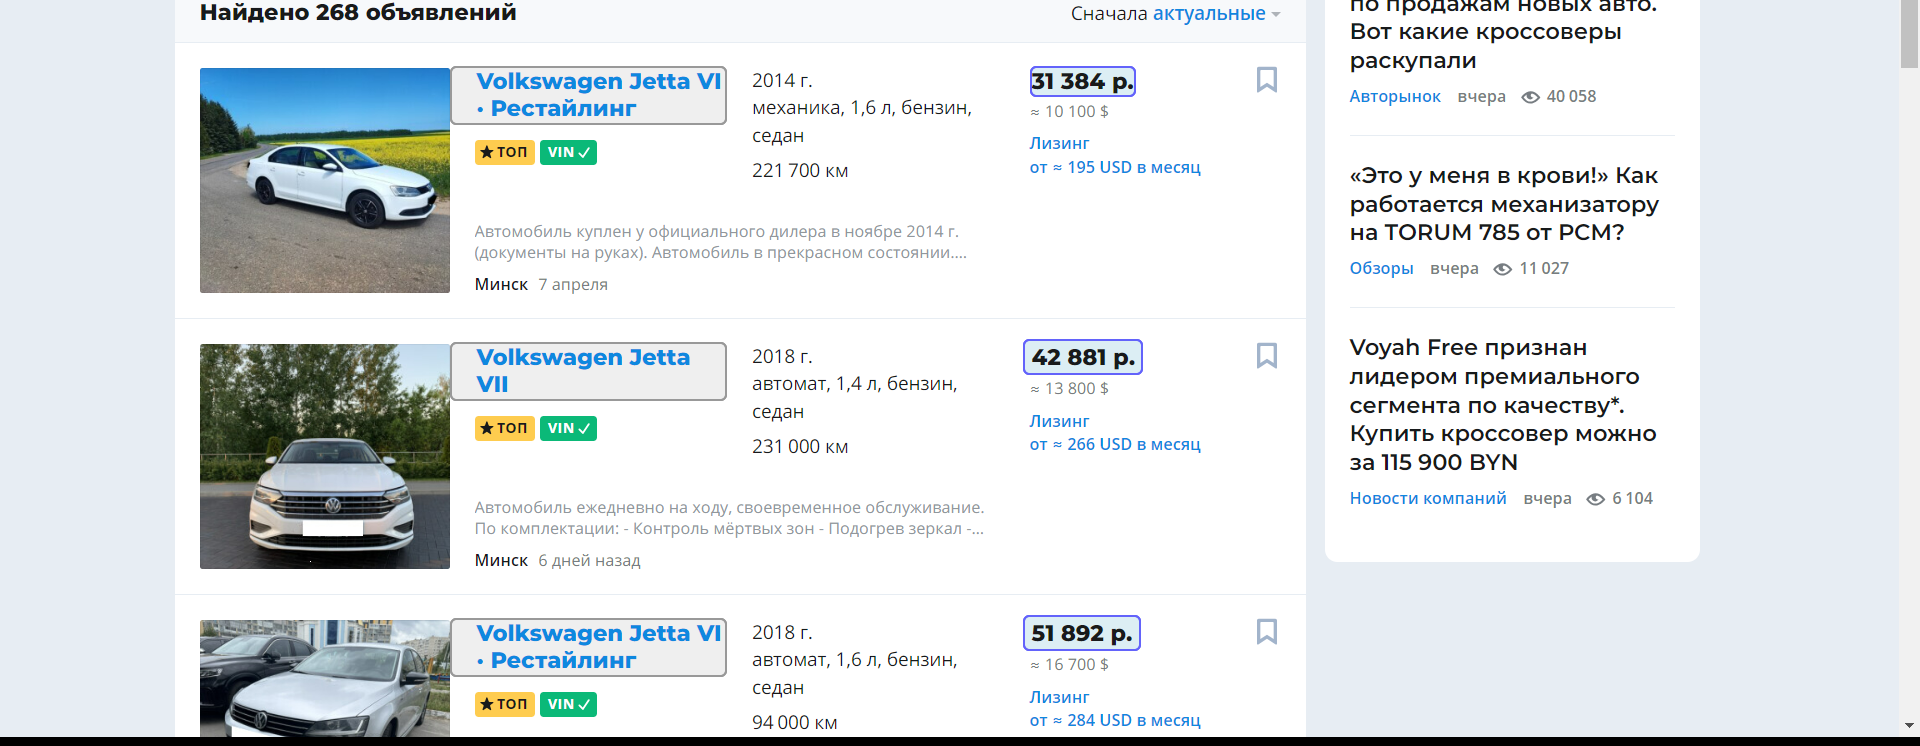 Найдено 268 объявлений
Сначала актуальные
Volkswagen Jetta VI
· Рестайлинг
ТОП VIN
2014 г.
механика, 1,6 л, бензин,
седан
221 700 км
31 384 р.
≈ 10 100 $
Лизинг
от ≈ 195 USD в месяц
Автомобиль куплен у официального дилера в ноябре 2014 г.
(документы на руках). Автомобиль в прекрасном состоянии....
Минск 7 апреля
Volkswagen Jetta
VII
ТОП VIN
2018 г.
автомат, 1,4 л, бензин,
седан
231 000 км
42 881 р.
≈ 13 800 $
Лизинг
от ≈ 266 USD в месяц
Автомобиль ежедневно на ходу, своевременное обслуживание.
По комплектации: - Контроль мёртвых зон - Подогрев зеркал -...
Минск 6 дней назад
Volkswagen Jetta VI
· Рестайлинг
ТОП VIN
2018 г.
автомат, 1,6 л, бензин,
седан
94 000 км
51 892 р.
≈ 16 700 $
Лизинг
от ≈ 284 USD в месяц
по продажам новых авто.
Вот какие кроссоверы
раскупали
Авторынок вчера 40 058
«Это у меня в крови!» Как
работается механизатору
на TORUM 785 от РСМ?
Обзоры вчера 11 027
Voyah Free признан
лидером премиального
сегмента по качеству*.
Купить кроссовер можно
за 115 900 BYN
Новости компаний вчера 6 104